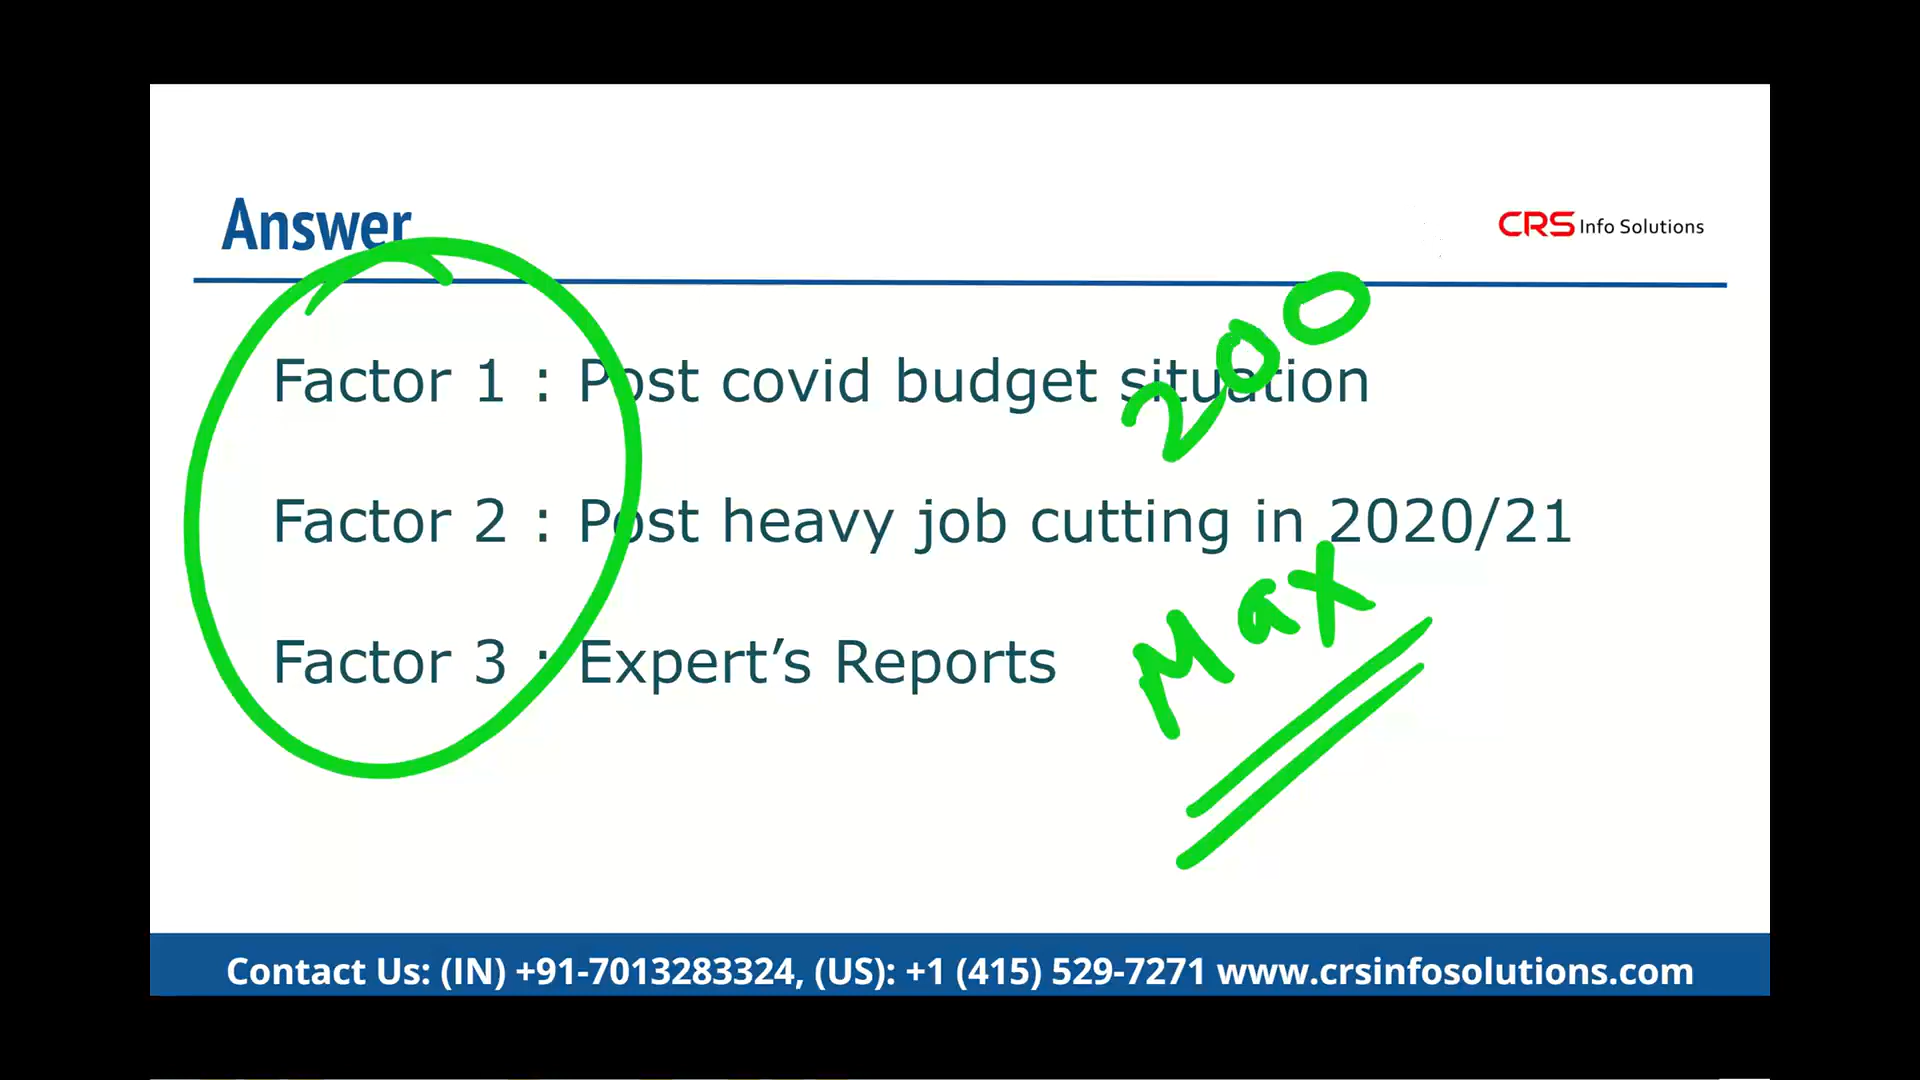 Answer
CRS Info Solutions
200
Factor 1 : Post covid budget situation
Factor 2 : Post heavy job cutting in 2020/21
Max
Factor 3 : Expert’s Reports
Contact Us: (IN) +91-7013283324, (US): +1 (415) 529-7271 www.crsinfosolutions.com